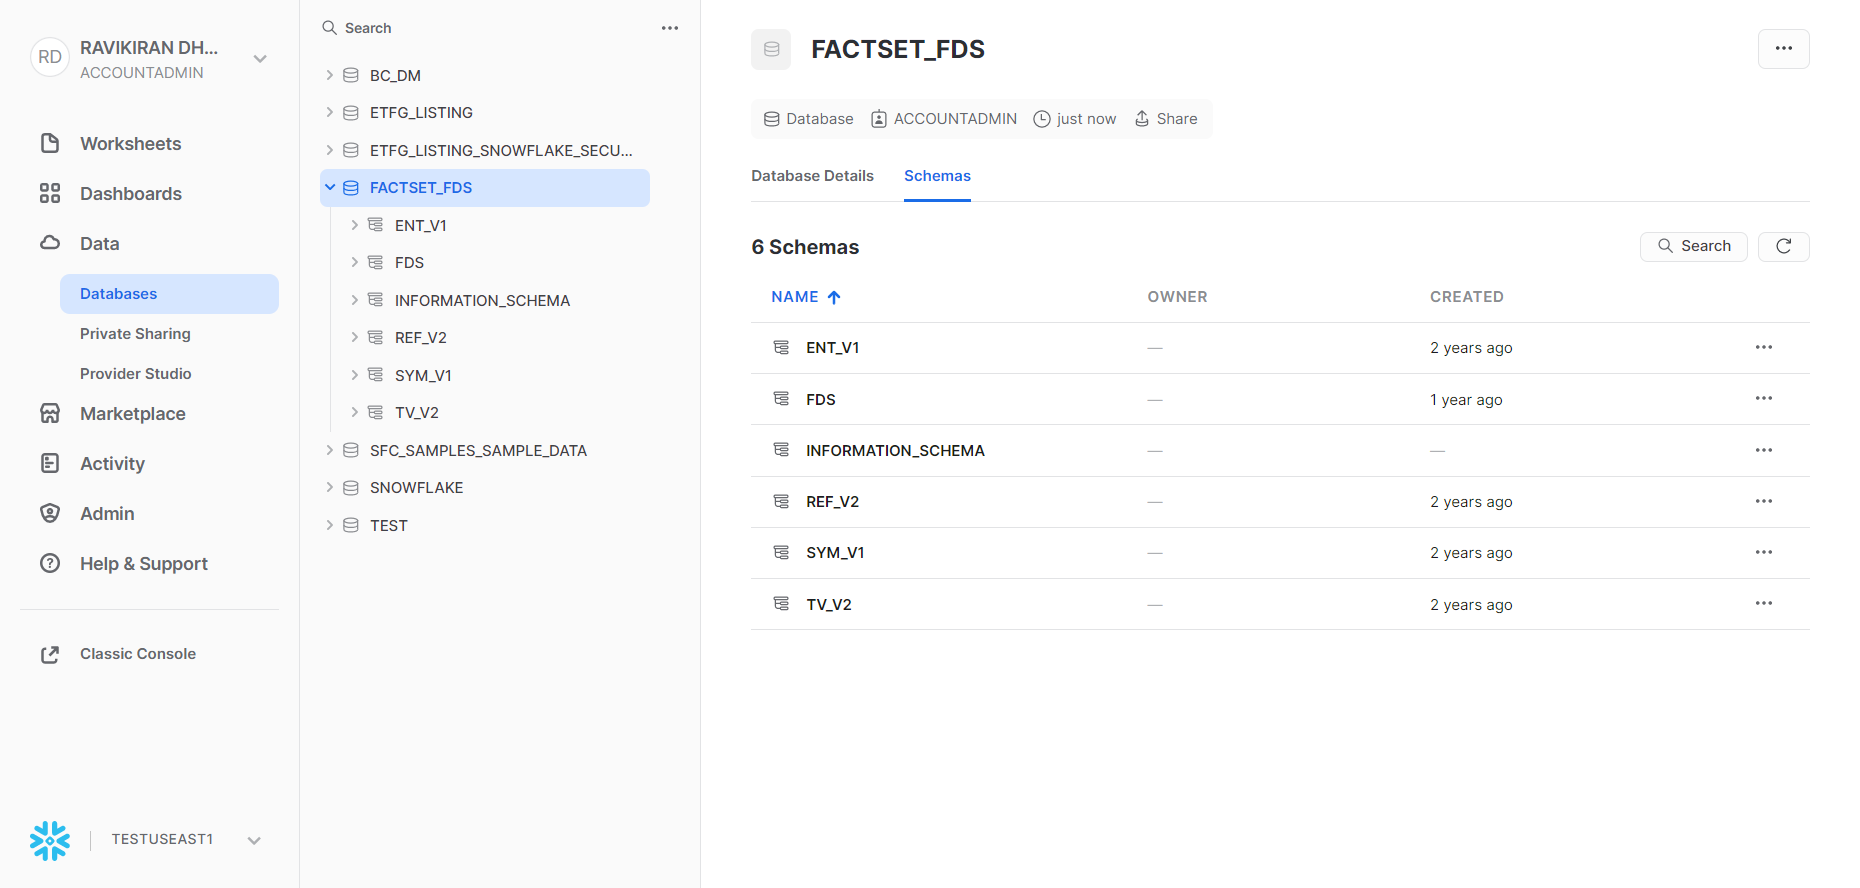 RD
RAVIKIRAN DH...
ACCOUNTADMIN
Worksheets
Dashboards
Data
Databases
Private Sharing
Provider Studio
Marketplace
Activity
Admin
Help & Support
Classic Console
TESTUSEAST1
Search
BC_DM
ETFG_LISTING
ETFG_LISTING_SNOWFLAKE_SECU...
FACTSET_FDS
ENT_V1
FDS
INFORMATION_SCHEMA
REF_V2
SYM_V1
TV_V2
SFC_SAMPLES_SAMPLE_DATA
SNOWFLAKE
TEST
FACTSET_FDS
Database ACCOUNTADMIN just now Share
Database Details Schemas
6 Schemas Search
NAME OWNER CREATED
ENT_V1 — 2 years ago
FDS — 1 year ago
INFORMATION_SCHEMA — —
REF_V2 — 2 years ago
SYM_V1 — 2 years ago
TV_V2 — 2 years ago